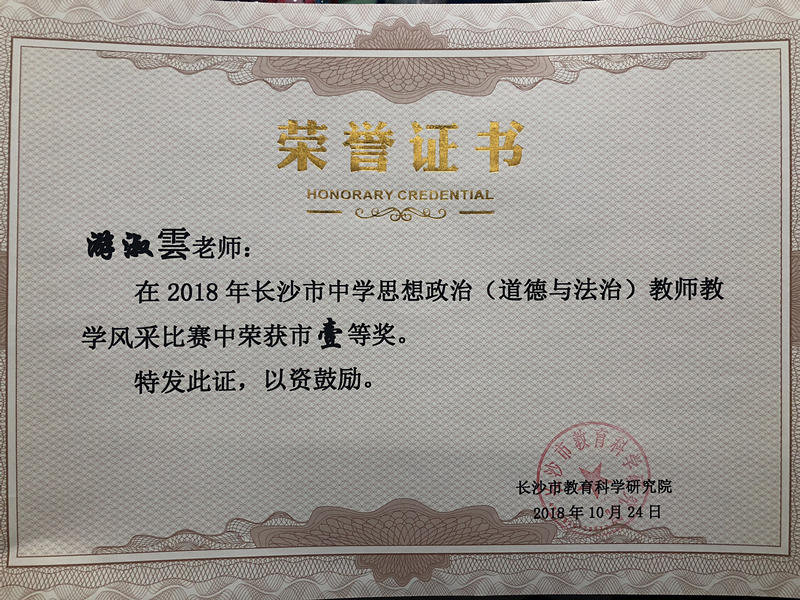 荣誉证书
HONORARY CREDENTIAL
游淑雲老师：
在2018年长沙市中学思想政治（道德与法治）教师教
学风采比赛中荣获市壹等奖。
特发此证，以资鼓励。
长沙市教育科学研究院
2018年10月24日